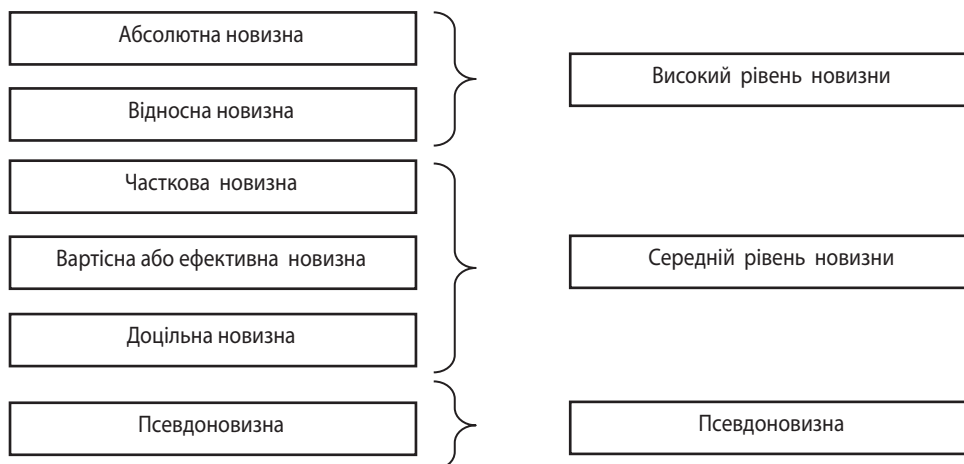 Абсолютна новизна
Відносна новизна
Високий рівень новизни
Часткова новизна
Вартісна або ефективна новизна
Доцільна новизна
Середній рівень новизни
Псевдоновизна
Псевдоновизна